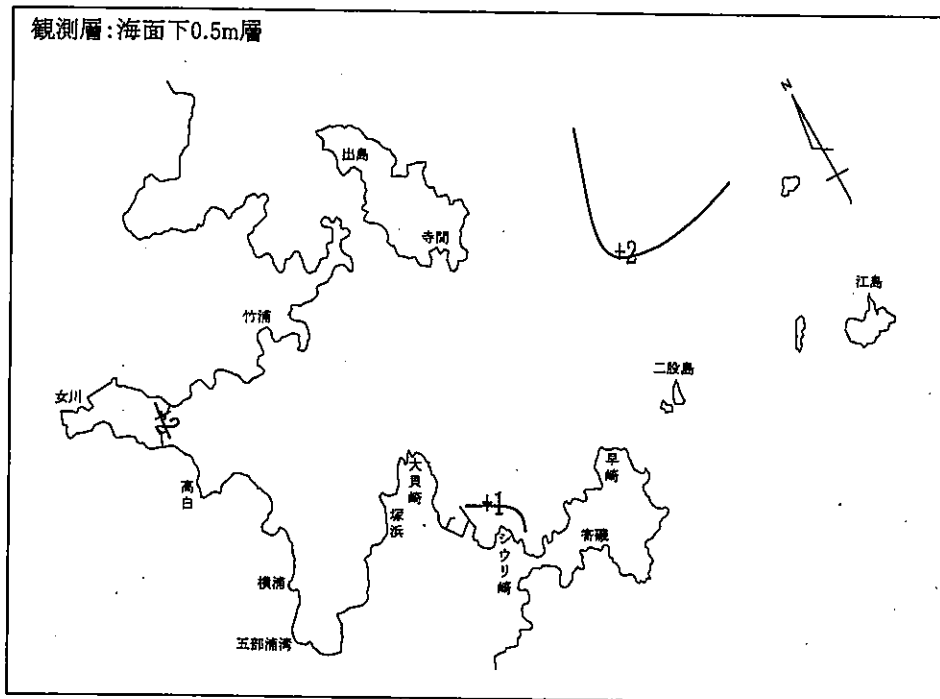 観測層:海面下0.5m層
N
出島
寺間
+2
江島
竹浦
二股島
女川
+2
高白
大貝崎
早崎
塚浜
+1
シウリ崎
寄磯
横浦
五部浦湾